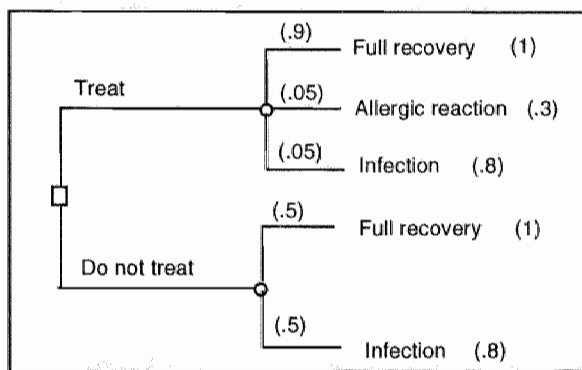 (.9)
Full recovery (1)
Treat
(.05)
Allergic reaction (.3)
(.05)
Infection (.8)
(.5)
Full recovery (1)
Do not treat
(.5)
Infection (.8)